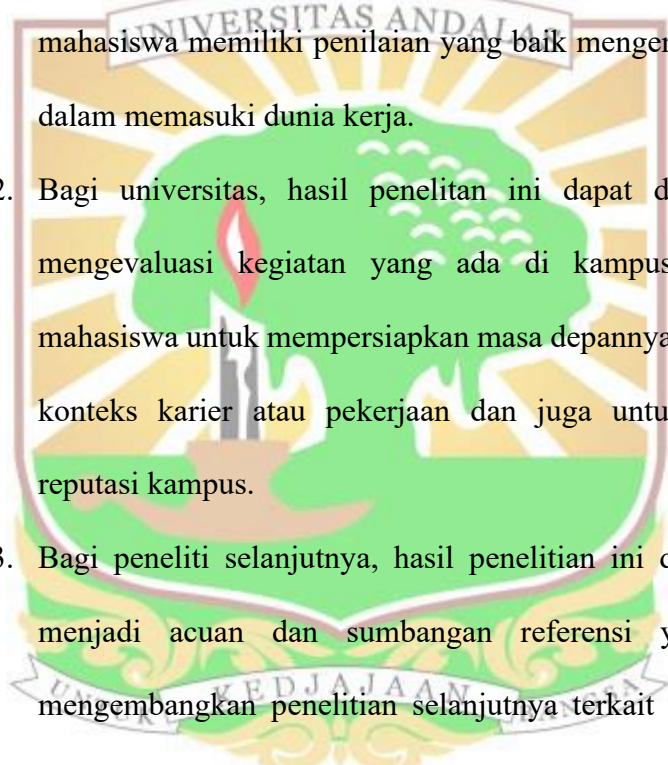 UNIVERSITAS ANDALAS
mahasiswa memiliki penilaian yang baik
dalam memasuki dunia kerja.
2. Bagi universitas, hasil penelitan ini dapat
mengevaluasi kegiatan yang ada di kampus
mahasiswa untuk mempersiapkan masa depannya
konteks karier atau pekerjaan dan juga
reputasi kampus.
3. Bagi peneliti selanjutnya, hasil penelitian ini
menjadi acuan dan sumbangan referensi
mengembangkan penelitian selanjutnya terkait
UNTUK KEDJAJAAN BANGSA